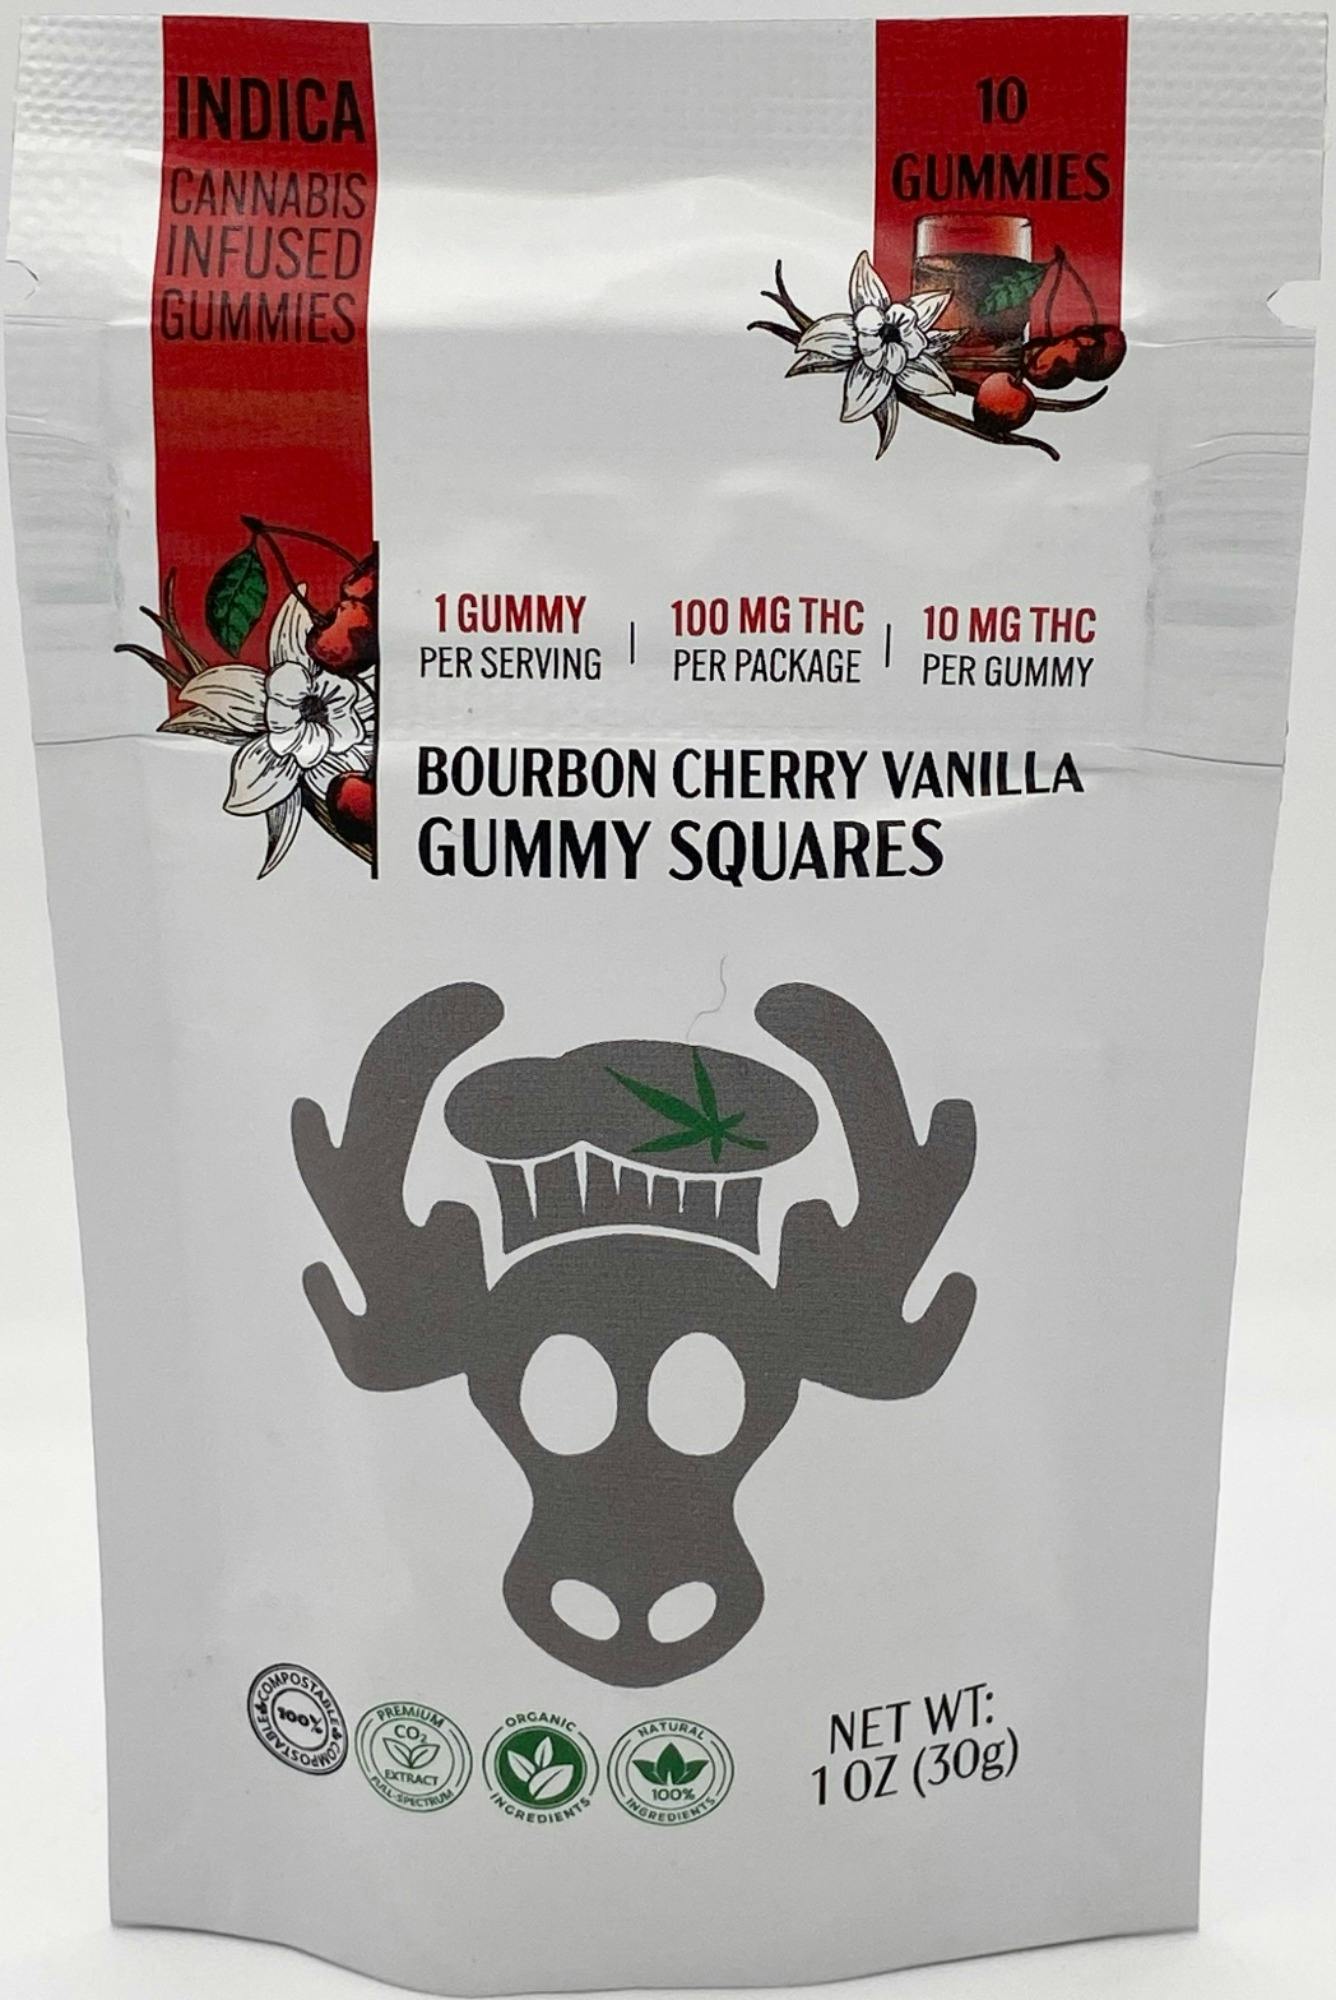 INDICA
CANNABIS
INFUSED
GUMMIES
10
GUMMIES
1 GUMMY
PER SERVING
100 MG THC
PER PACKAGE
10 MG THC
PER GUMMY
BOURBON CHERRY VANILLA
GUMMY SQUARES
COMPOSTABLE & COMPOSTABLE &
100%
PREMIUM
CO2
EXTRACT
FULL-SPECTRUM
ORGANIC
INGREDIENTS
NATURAL
100%
INGREDIENTS
NET WT:
1 OZ (30g)